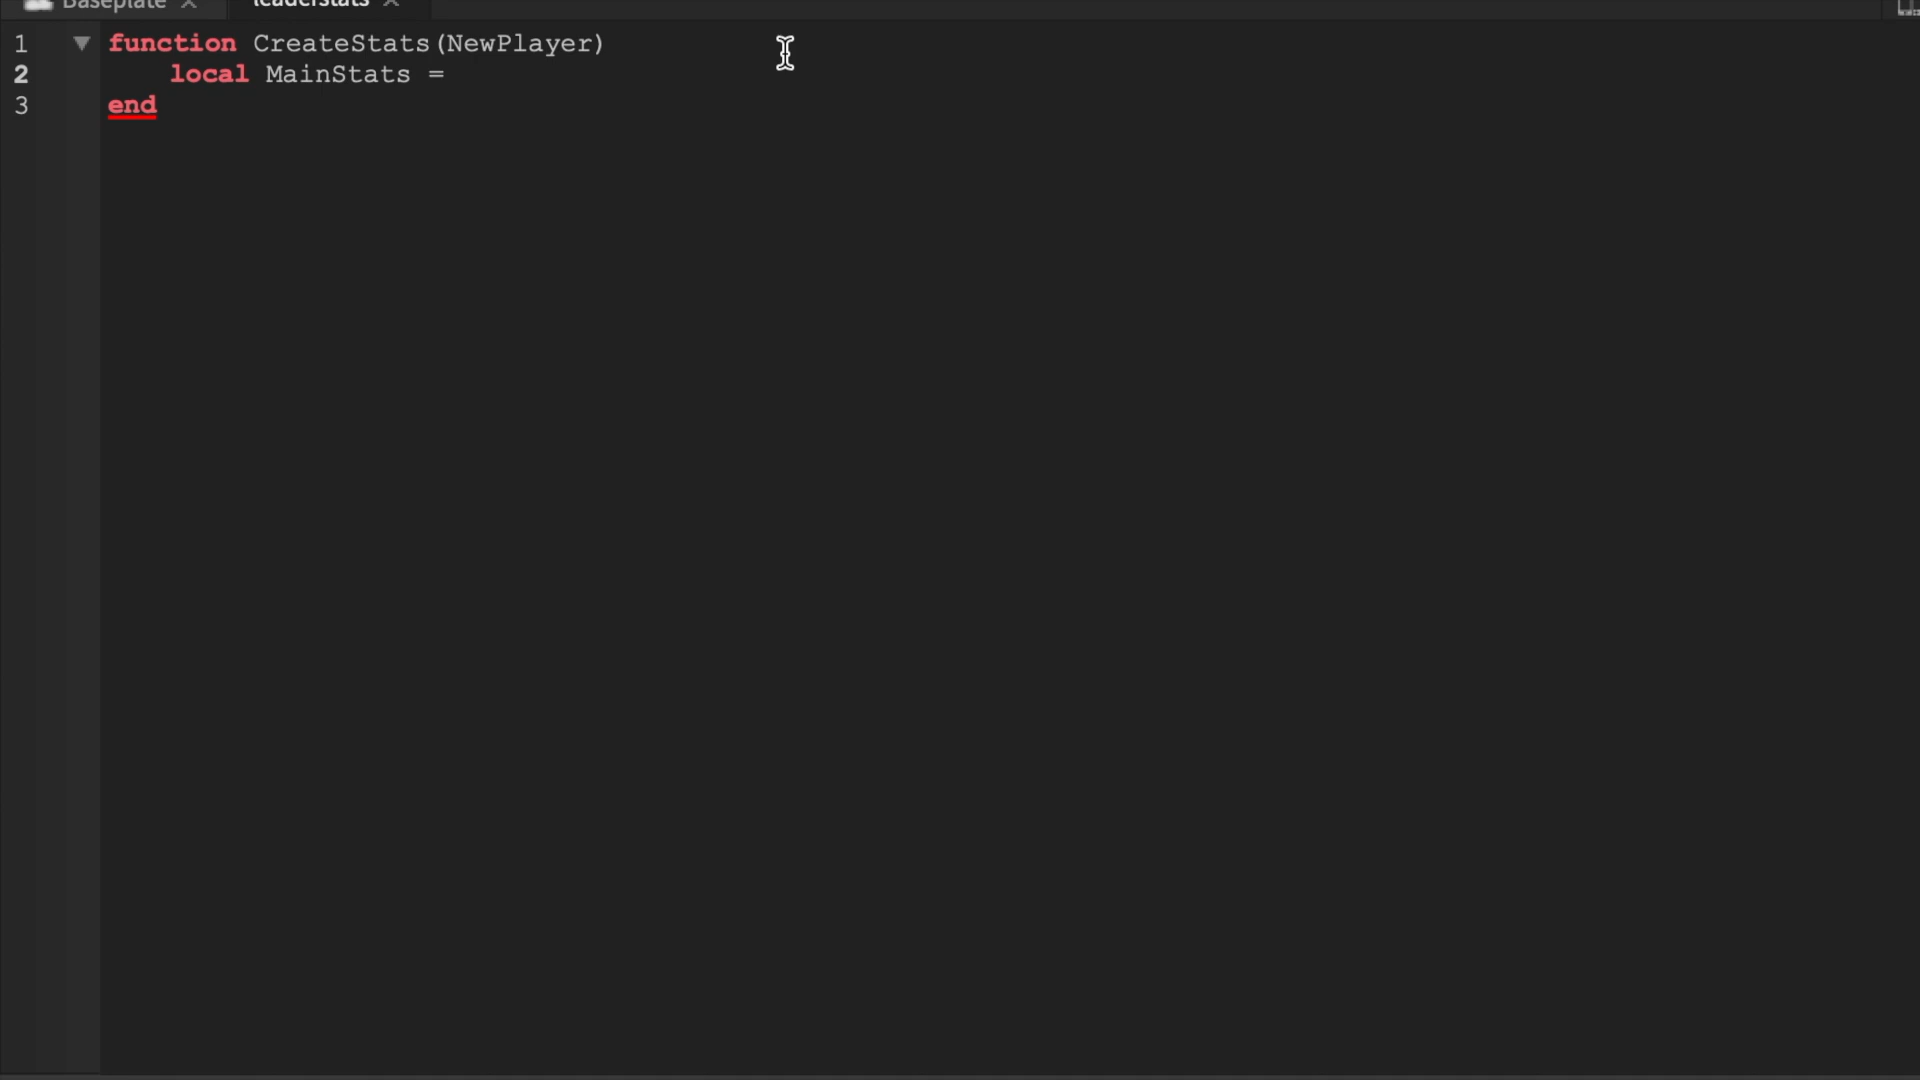 Baseplate leaderstats
1 function CreateStats(NewPlayer)
2 local MainStats =
3 end